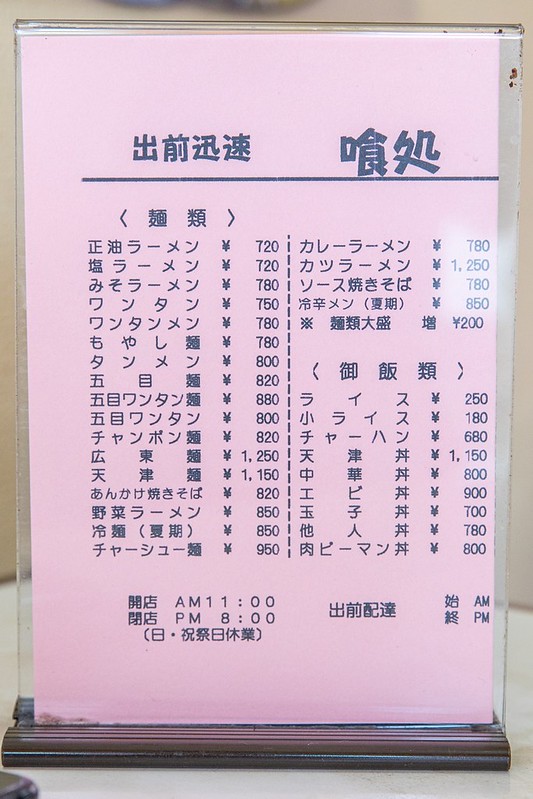 出前迅速 喰処
〈 麺類 〉
正油ラーメン ¥ 720
塩ラーメン ¥ 720
みそラーメン ¥ 780
ワンタン ¥ 750
ワンタンメン ¥ 780
もやし麺 ¥ 780
タンメン ¥ 800
五目麺 ¥ 820
五目ワンタン麺 ¥ 880
五目ワンタン ¥ 800
チャンポン麺 ¥ 820
広東麺 ¥ 1,250
天津麺 ¥ 1,150
あんかけ焼きそば ¥ 820
野菜ラーメン ¥ 850
冷麺（夏期） ¥ 850
チャーシュー麺 ¥ 950
カレーラーメン ¥ 780
カツラーメン ¥ 1,250
ソース焼きそば ¥ 780
冷辛メン（夏期） ¥ 850
※ 麺類大盛 増 ¥200
〈 御飯類 〉
ライス ¥ 250
小ライス ¥ 180
チャーハン ¥ 680
天津丼 ¥ 1,150
中華丼 ¥ 800
エビ丼 ¥ 900
玉子丼 ¥ 700
他人丼 ¥ 780
肉ピーマン丼 ¥ 800
開店 AM11:00
閉店 PM 8:00
（日・祝祭日休業）
出前配達
始 AM
終 PM